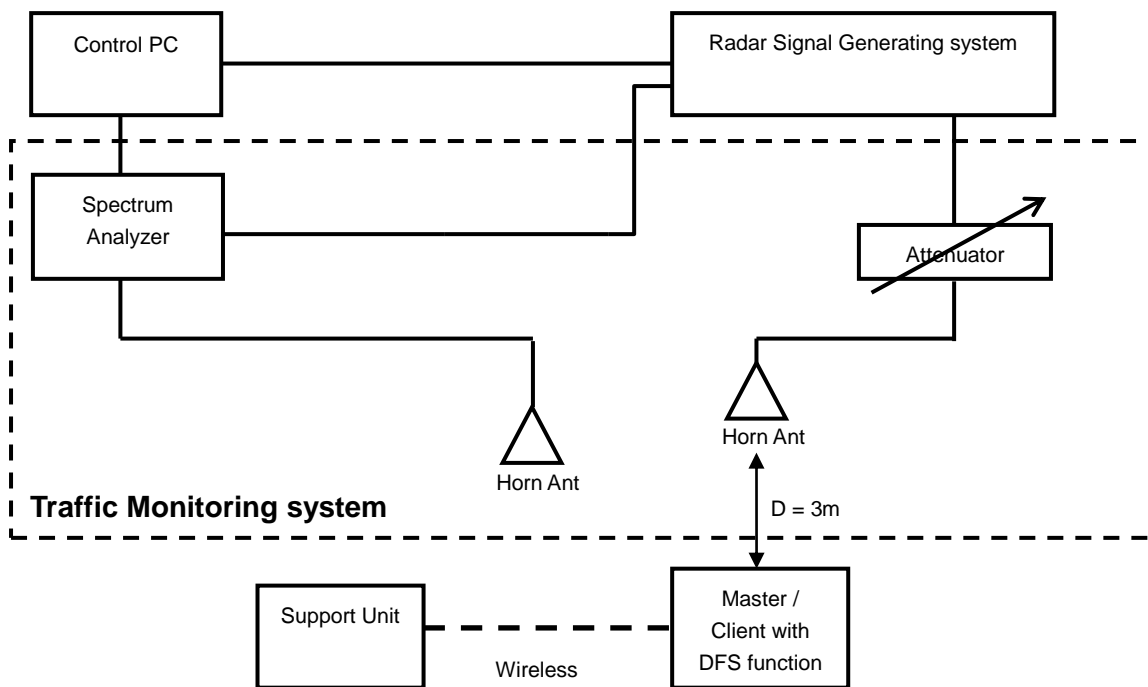 Control PC
Radar Signal Generating system
Spectrum
Analyzer
Attenuator
Horn Ant
Horn Ant
Traffic Monitoring system
D = 3m
Support Unit
Wireless
Master /
Client with
DFS function